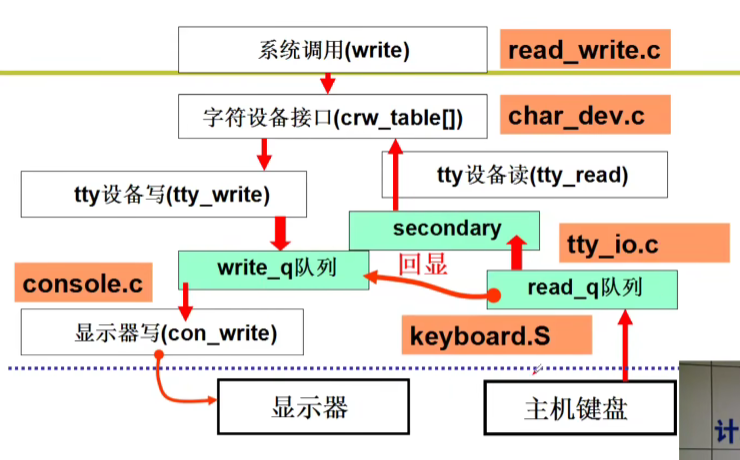 系统调用(write)
read_write.c
字符设备接口(crw_table[])
char_dev.c
tty设备写(tty_write)
tty设备读(tty_read)
secondary
tty_io.c
write_q队列
回显
console.c
read_q队列
显示器写(con_write)
keyboard.S
显示器
主机键盘
计